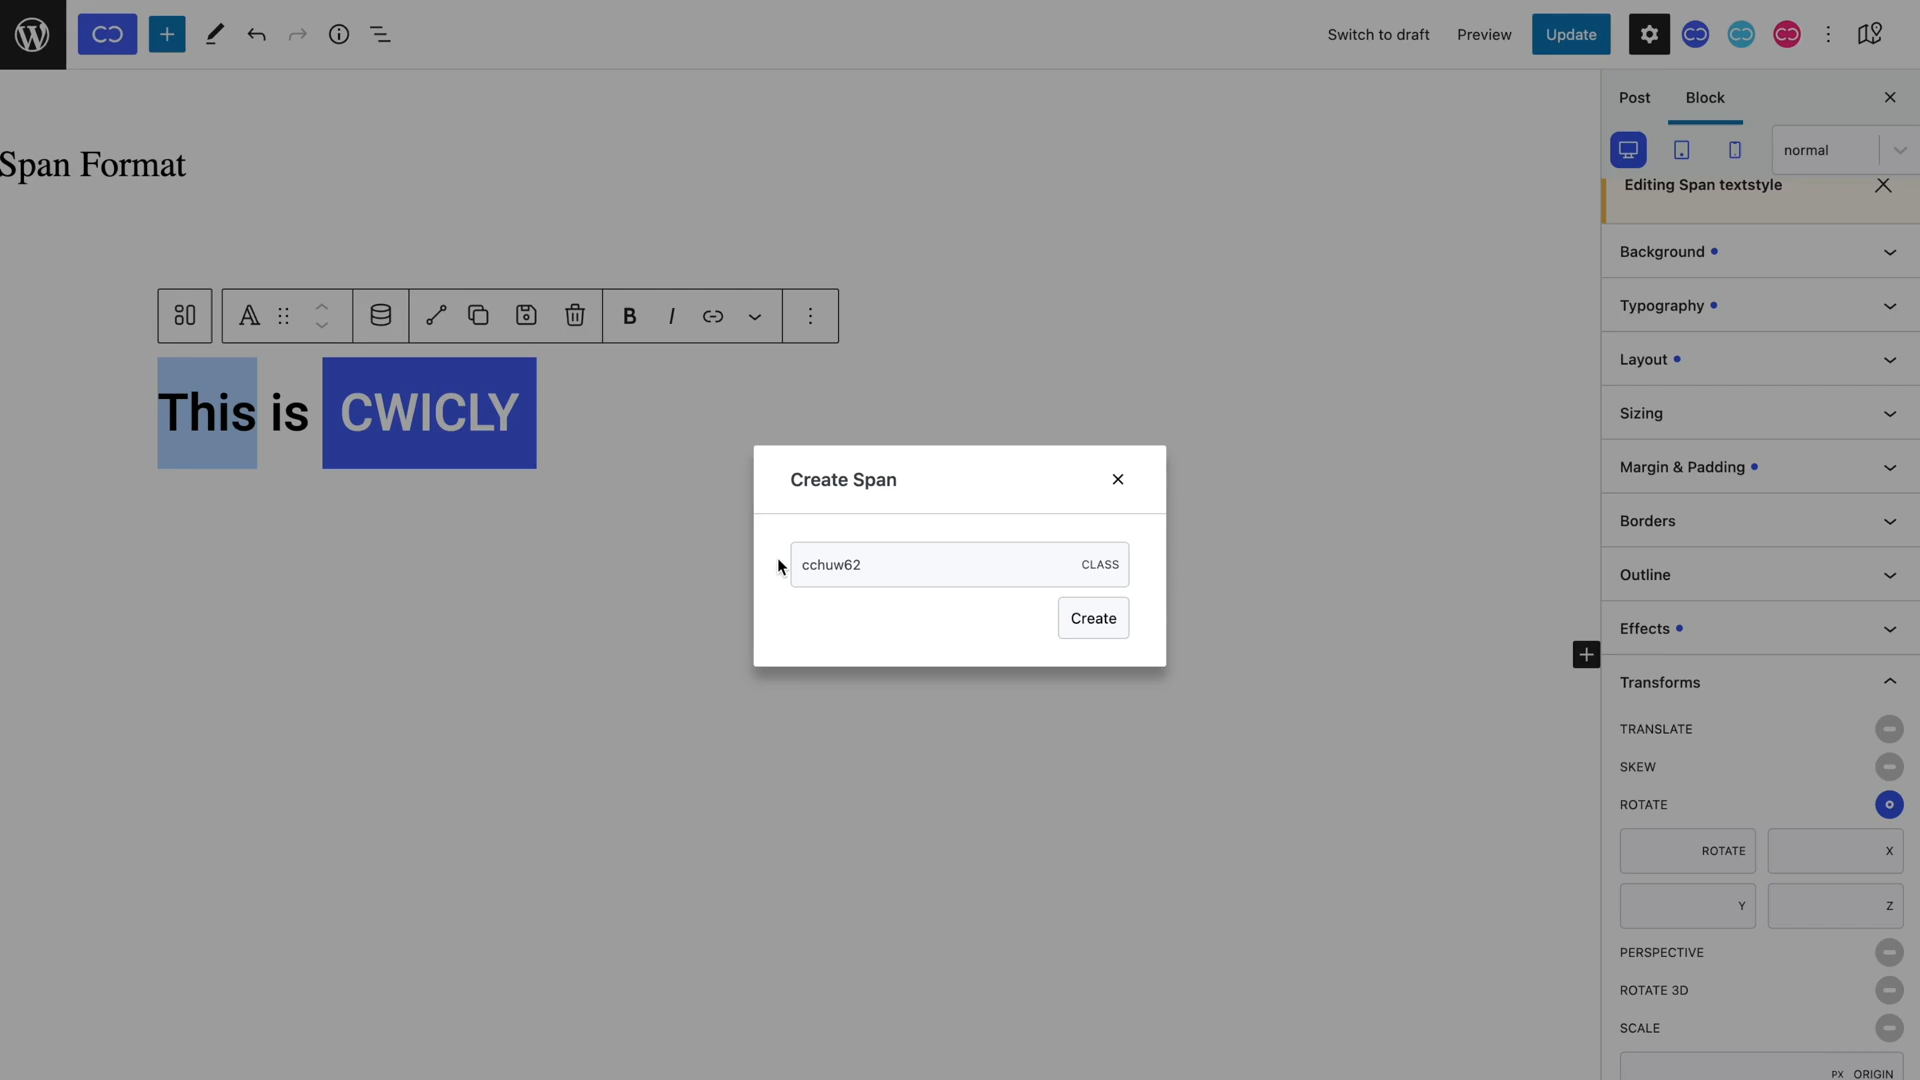 Switch to draft
Preview
Update
Post
Block
normal
Editing Span textstyle
Span Format
Background
Typography
Layout
Sizing
Margin & Padding
Borders
Outline
Effects
Transforms
TRANSLATE
SKEW
ROTATE
ROTATE
X
Y
Z
PERSPECTIVE
ROTATE 3D
SCALE
PX ORIGIN
B I
This is CWICLY
Create Span
cchuw62 CLASS
Create